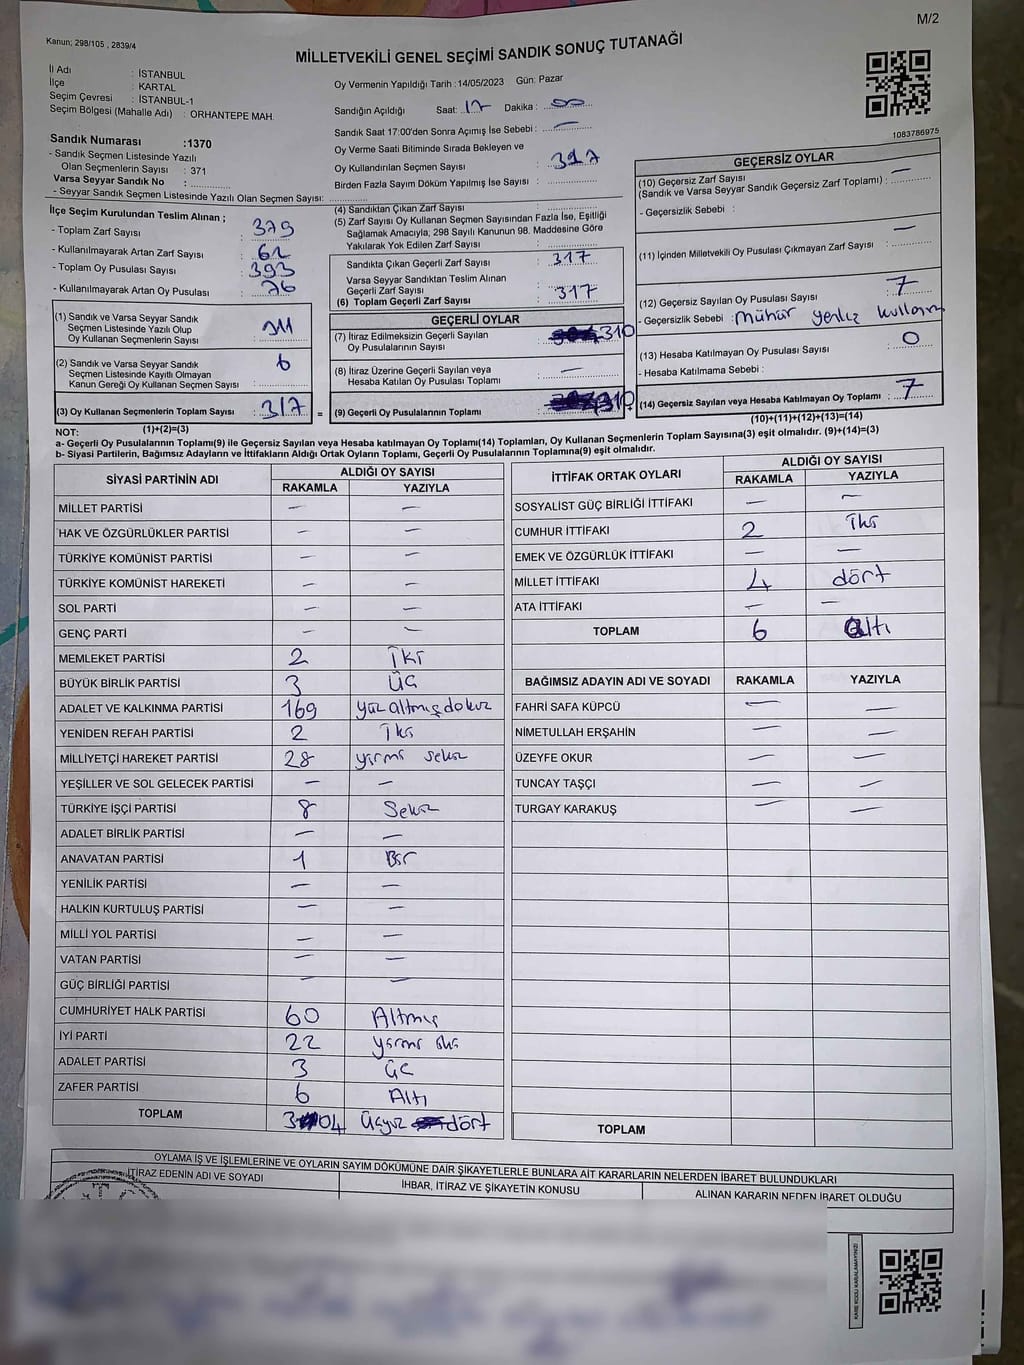 M/2
Kanun; 298/105 , 2839/4
MİLLETVEKİLİ GENEL SEÇİMİ SANDIK SONUÇ TUTANAĞI
İl Adı : İSTANBUL
İlçe : KARTAL
Seçim Çevresi : İSTANBUL-1
Seçim Bölgesi (Mahalle Adı) : ORHANTEPE MAH.
Oy Vermenin Yapıldığı Tarih :14/05/2023 Gün: Pazar
Sandığın Açıldığı Saat: 17 Dakika : 00
Sandık Saat 17:00'den Sonra Açımış İse Sebebi : —
Oy Verme Saati Bitiminde Sırada Bekleyen ve
Oy Kullandırılan Seçmen Sayısı : 317
Birden Fazla Sayım Döküm Yapılmış İse Sayısı :
1083786975
Sandık Numarası :1370
- Sandık Seçmen Listesinde Yazılı
Olan Seçmenlerin Sayısı : 371
Varsa Seyyar Sandık No :
- Seyyar Sandık Seçmen Listesinde Yazılı Olan Seçmen Sayısı:
İlçe Seçim Kurulundan Teslim Alınan ;
- Toplam Zarf Sayısı : 379
- Kullanılmayarak Artan Zarf Sayısı : 62
- Toplam Oy Pusulası Sayısı : 393
- Kullanılmayarak Artan Oy Pusulası : 76
(1) Sandık ve Varsa Seyyar Sandık
Seçmen Listesinde Yazılı Olup
Oy Kullanan Seçmenlerin Sayısı : 311
(2) Sandık ve Varsa Seyyar Sandık
Seçmen Listesinde Kayıtlı Olmayan
Kanun Gereği Oy Kullanan Seçmen Sayısı : 6
(3) Oy Kullanan Seçmenlerin Toplam Sayısı : 317 =
(1)+(2)=(3)
(4) Sandıktan Çıkan Zarf Sayısı :
(5) Zarf Sayısı Oy Kullanan Seçmen Sayısından Fazla İse, Eşitliği
Sağlamak Amacıyla; 298 Sayılı Kanunun 98. Maddesine Göre
Yakılarak Yok Edilen Zarf Sayısı :
Sandıkta Çıkan Geçerli Zarf Sayısı : 317
Varsa Seyyar Sandıktan Teslim Alınan
Geçerli Zarf Sayısı
(6) Toplam Geçerli Zarf Sayısı : 317
GEÇERLİ OYLAR
(7) İtiraz Edilmeksizin Geçerli Sayılan
Oy Pusulalarının Sayısı : 310
(8) İtiraz Üzerine Geçerli Sayılan veya
Hesaba Katılan Oy Pusulası Toplamı : —
(9) Geçerli Oy Pusulalarının Toplamı : 310 +
GEÇERSİZ OYLAR
(10) Geçersiz Zarf Sayısı
(Sandık ve Varsa Seyyar Sandık Geçersiz Zarf Toplamı) : —
- Geçersizlik Sebebi :
(11) İçinden Milletvekili Oy Pusulası Çıkmayan Zarf Sayısı : —
(12) Geçersiz Sayılan Oy Pusulası Sayısı : 7
- Geçersizlik Sebebi : mühür
(13) Hesaba Katılmayan Oy Pusulası Sayısı : 0
- Hesaba Katılmama Sebebi :
(14) Geçersiz Sayılan veya Hesaba Katılmayan Oy Toplamı : 7
(10)+(11)+(12)+(13)=(14)
NOT:
a- Geçerli Oy Pusulalarının Toplamı(9) ile Geçersiz Sayılan veya Hesaba katılmayan Oy Toplamı(14) Toplamları, Oy Kullanan Seçmenlerin Toplam Sayısına(3) eşit olmalıdır. (9)+(14)=(3)
b- Siyasi Partilerin, Bağımsız Adayların ve İttifakların Aldığı Ortak Oyların Toplamı, Geçerli Oy Pusulalarının Toplamına(9) eşit olmalıdır.
SİYASİ PARTİNİN ADI ALDIĞI OY SAYISI
RAKAMLA YAZIYLA
MİLLET PARTİSİ — —
HAK VE ÖZGÜRLÜKLER PARTİSİ — —
TÜRKİYE KOMÜNİST PARTİSİ — —
TÜRKİYE KOMÜNİST HAREKETİ — —
SOL PARTİ — —
GENÇ PARTİ — —
MEMLEKET PARTİSİ 2 İki
BÜYÜK BİRLİK PARTİSİ 3 Üç
ADALET VE KALKINMA PARTİSİ 169 yüz altmış dokuz
YENİDEN REFAH PARTİSİ 2 İki
MİLLİYETÇİ HAREKET PARTİSİ 28 yirmi sekiz
YEŞİLLER VE SOL GELECEK PARTİSİ — —
TÜRKİYE İŞÇİ PARTİSİ 8 Sekiz
ADALET BİRLİK PARTİSİ — —
ANAVATAN PARTİSİ 1 Bir
YENİLİK PARTİSİ — —
HALKIN KURTULUŞ PARTİSİ — —
MİLLİ YOL PARTİSİ — —
VATAN PARTİSİ — —
GÜÇ BİRLİĞİ PARTİSİ — —
CUMHURİYET HALK PARTİSİ 60 Altmış
İYİ PARTİ 22 yirmi iki
ADALET PARTİSİ 3 üç
ZAFER PARTİSİ 6 Altı
TOPLAM 304 Üçyüz dört
İTTİFAK ORTAK OYLARI ALDIĞI OY SAYISI
RAKAMLA YAZIYLA
SOSYALİST GÜÇ BİRLİĞİ İTTİFAKI — —
CUMHUR İTTİFAKI 2 İki
EMEK VE ÖZGÜRLÜK İTTİFAKI — —
MİLLET İTTİFAKI 4 dört
ATA İTTİFAKI — —
TOPLAM 6 Altı
BAĞIMSIZ ADAYIN ADI VE SOYADI RAKAMLA YAZIYLA
FAHRİ SAFA KÜPCÜ — —
NİMETULLAH ERŞAHİN — —
ÜZEYFE OKUR — —
TUNCAY TAŞÇI — —
TURGAY KARAKUŞ — —
TOPLAM
OYLAMA İŞ VE İŞLEMLERİNE VE OYLARIN SAYIM DÖKÜMÜNE DAİR ŞİKAYETLERLE BUNLARA AİT KARARLARIN NELERDEN İBARET BULUNDUKLARI
İTİRAZ EDENİN ADI VE SOYADI İHBAR, İTİRAZ VE ŞİKAYETİN KONUSU ALINAN KARARIN NEDEN İBARET OLDUĞU
KARE KODU KARALAMAYINIZ!